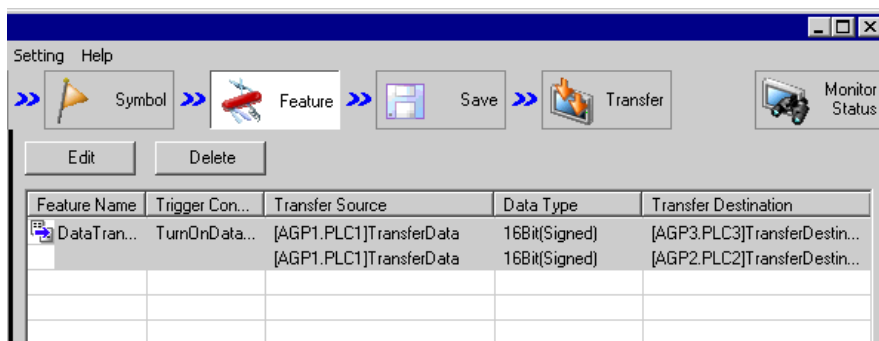 Setting Help
Symbol Feature Save Transfer Monitor Status
Edit Delete
Feature Name Trigger Con... Transfer Source Data Type Transfer Destination
DataTran... TurnOnData... [AGP1.PLC1]TransferData 16Bit(Signed) [AGP3.PLC3]TransferDestin...
[AGP1.PLC1]TransferData 16Bit(Signed) [AGP2.PLC2]TransferDestin...